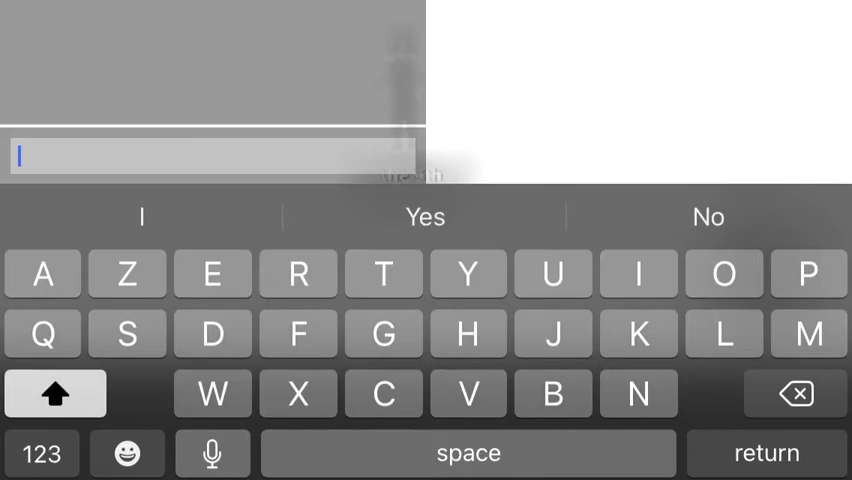 I Yes No
A Z E R T Y U I O P
Q S D F G H J K L M
W X C V B N
123 space return